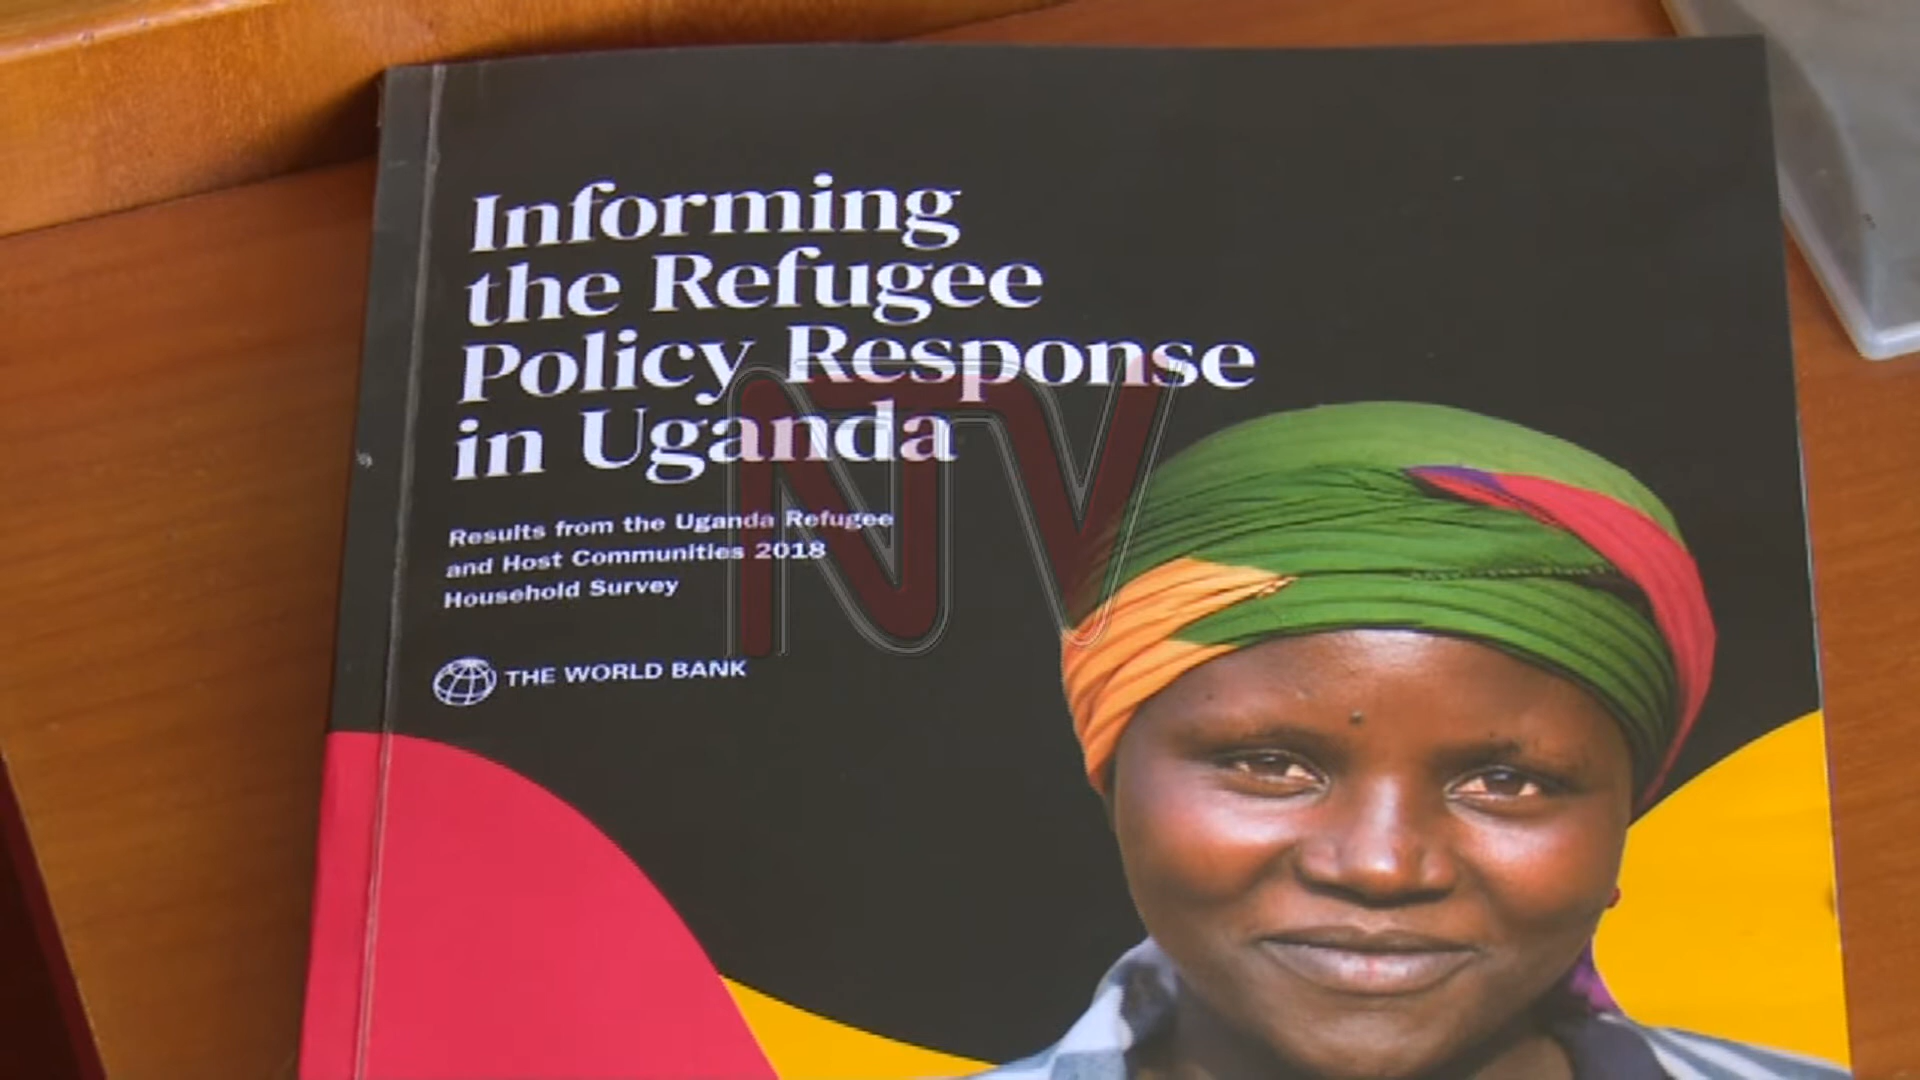 Informing
the Refugee
Policy Response
in Uganda
NTV
Results from the Uganda Refugee
and Host Communities 2018
Household Survey
THE WORLD BANK